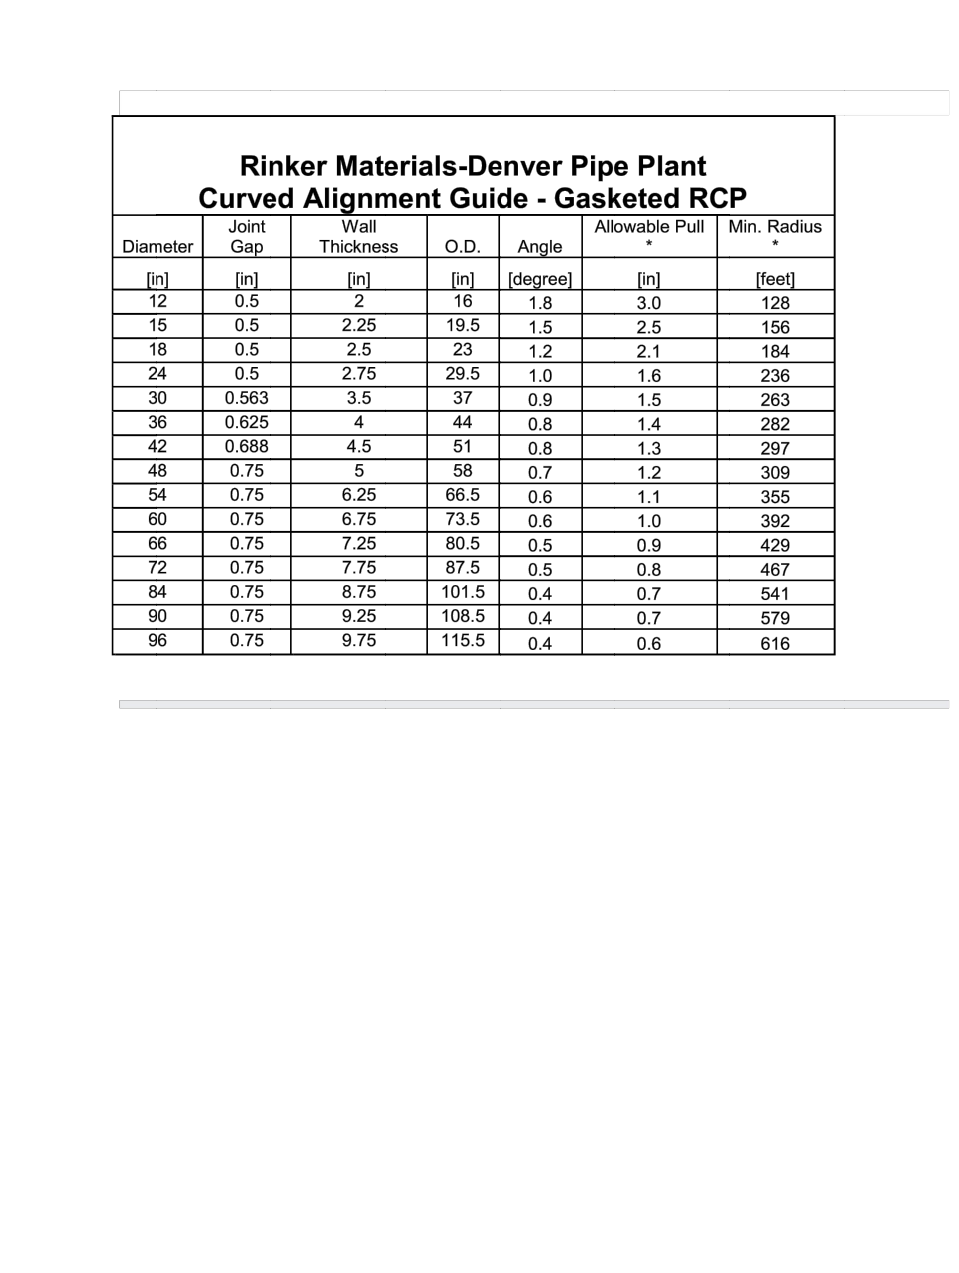 Rinker Materials-Denver Pipe Plant
Curved Alignment Guide - Gasketed RCP
Diameter Joint Gap Wall Thickness O.D. Angle Allowable Pull * Min. Radius *
[in] [in] [in] [in] [degree] [in] [feet]
12 0.5 2 16 1.8 3.0 128
15 0.5 2.25 19.5 1.5 2.5 156
18 0.5 2.5 23 1.2 2.1 184
24 0.5 2.75 29.5 1.0 1.6 236
30 0.563 3.5 37 0.9 1.5 263
36 0.625 4 44 0.8 1.4 282
42 0.688 4.5 51 0.8 1.3 297
48 0.75 5 58 0.7 1.2 309
54 0.75 6.25 66.5 0.6 1.1 355
60 0.75 6.75 73.5 0.6 1.0 392
66 0.75 7.25 80.5 0.5 0.9 429
72 0.75 7.75 87.5 0.5 0.8 467
84 0.75 8.75 101.5 0.4 0.7 541
90 0.75 9.25 108.5 0.4 0.7 579
96 0.75 9.75 115.5 0.4 0.6 616